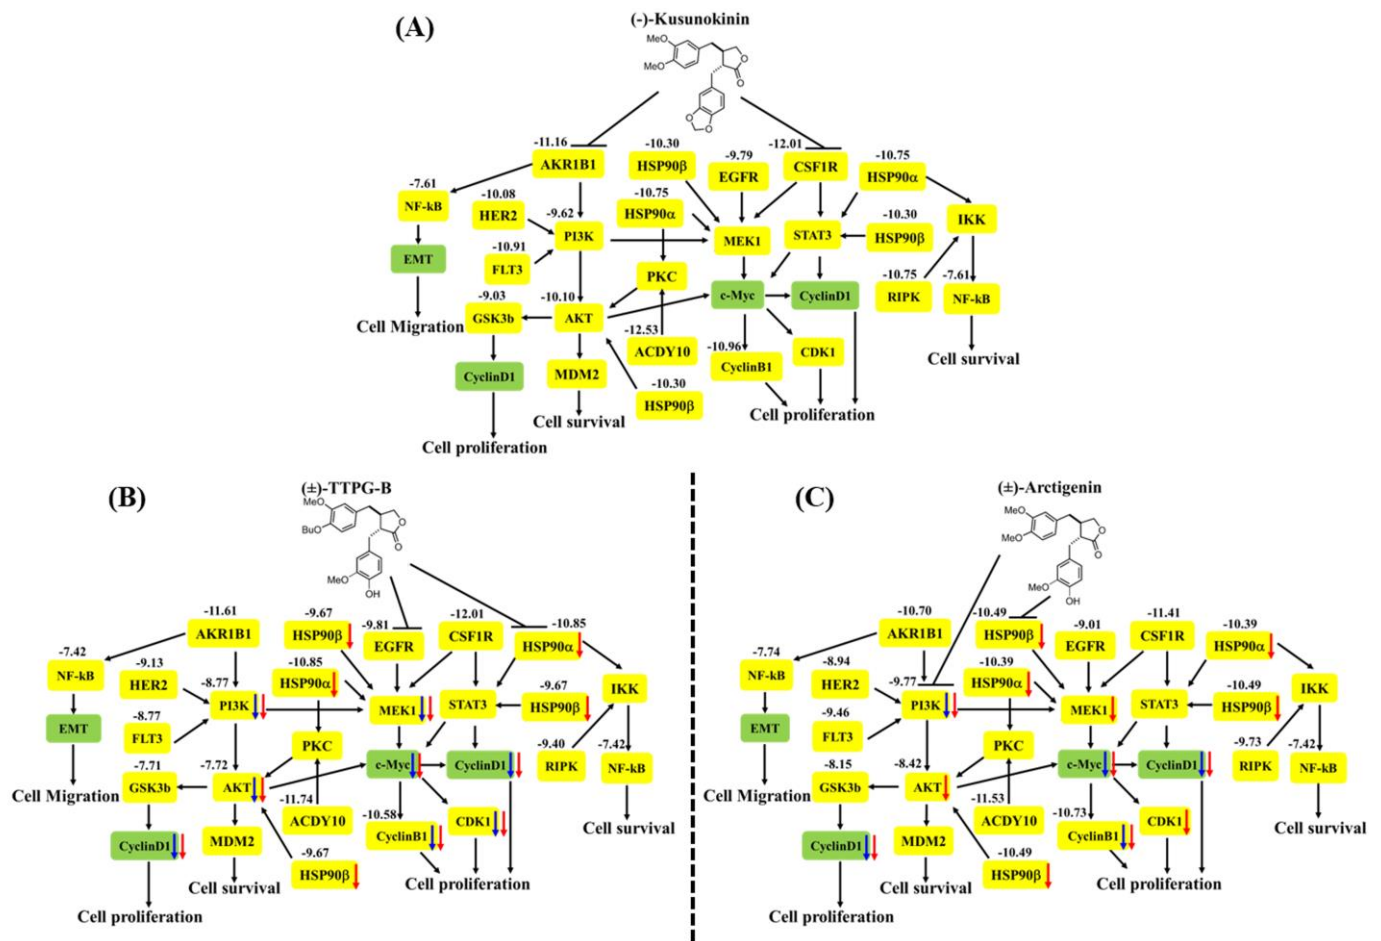 (A)
(-)-Kusunokinin
MeO
MeO
O
O
O
O
-11.16
AKR1B1
-10.30
HSP90β
-9.79
EGFR
-12.01
CSF1R
-10.75
HSP90α
-7.61
NF-kB
-10.08
HER2
-9.62
PI3K
-10.75
HSP90α
MEK1
STAT3
-10.30
HSP90β
IKK
EMT
-10.91
FLT3
PKC
c-Myc
CyclinD1
-10.75
RIPK
-7.61
NF-kB
Cell Migration
-9.03
GSK3b
-10.10
AKT
-12.53
ACDY10
-10.96
CyclinB1
CDK1
Cell survival
CyclinD1
MDM2
-10.30
HSP90β
Cell proliferation
Cell survival
Cell proliferation
(B)
(±)-TTPG-B
MeO
BuO
O
O
MeO
OH
-11.61
AKR1B1
-9.67
HSP90β
-9.81
EGFR
-12.01
CSF1R
-10.85
HSP90α
-7.42
NF-kB
-9.13
HER2
-8.77
PI3K
-10.85
HSP90α
MEK1
STAT3
-9.67
HSP90β
IKK
EMT
-8.77
FLT3
PKC
c-Myc
CyclinD1
-9.40
RIPK
-7.42
NF-kB
Cell Migration
-7.71
GSK3b
-7.72
AKT
-11.74
ACDY10
-10.58
CyclinB1
CDK1
Cell survival
CyclinD1
MDM2
-9.67
HSP90β
Cell proliferation
Cell survival
Cell proliferation
(C)
(±)-Arctigenin
MeO
MeO
O
O
MeO
OH
-10.70
AKR1B1
-10.49
HSP90β
-9.01
EGFR
-11.41
CSF1R
-10.39
HSP90α
-7.74
NF-kB
-8.94
HER2
-9.77
PI3K
-10.39
HSP90α
MEK1
STAT3
-10.49
HSP90β
IKK
EMT
-9.46
FLT3
PKC
c-Myc
CyclinD1
-9.73
RIPK
-7.42
NF-kB
Cell Migration
-8.15
GSK3b
-8.42
AKT
-11.53
ACDY10
-10.73
CyclinB1
CDK1
Cell survival
CyclinD1
MDM2
-10.49
HSP90β
Cell proliferation
Cell survival
Cell proliferation